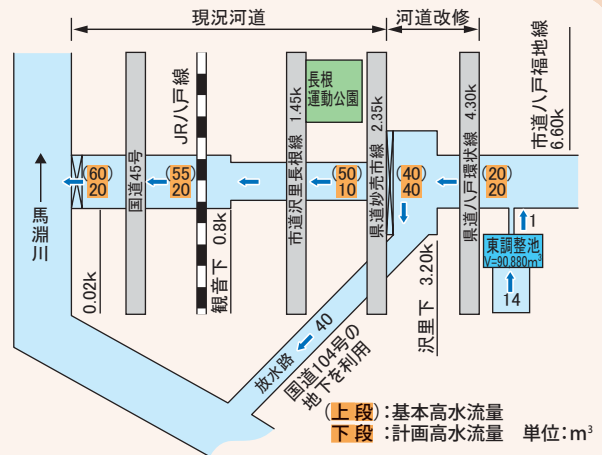 現況河道
河道改修
JR八戸線
市道沢里長根線 1.45k
長根
運動公園
県道妙売市線 2.35k
県道八戸環状線 4.30k
市道八戸福地線
6.60k
馬淵川
(60)
20
国道45号
(55)
20
(50)
10
(40)
40
(20)
20
1
東調整池
V=90,880m³
14
0.02k
観音下 0.8k
沢里下 3.20k
放水路 40
国道104号の
地下を利用
(上 段):基本高水流量
下 段 :計画高水流量 単位:m³